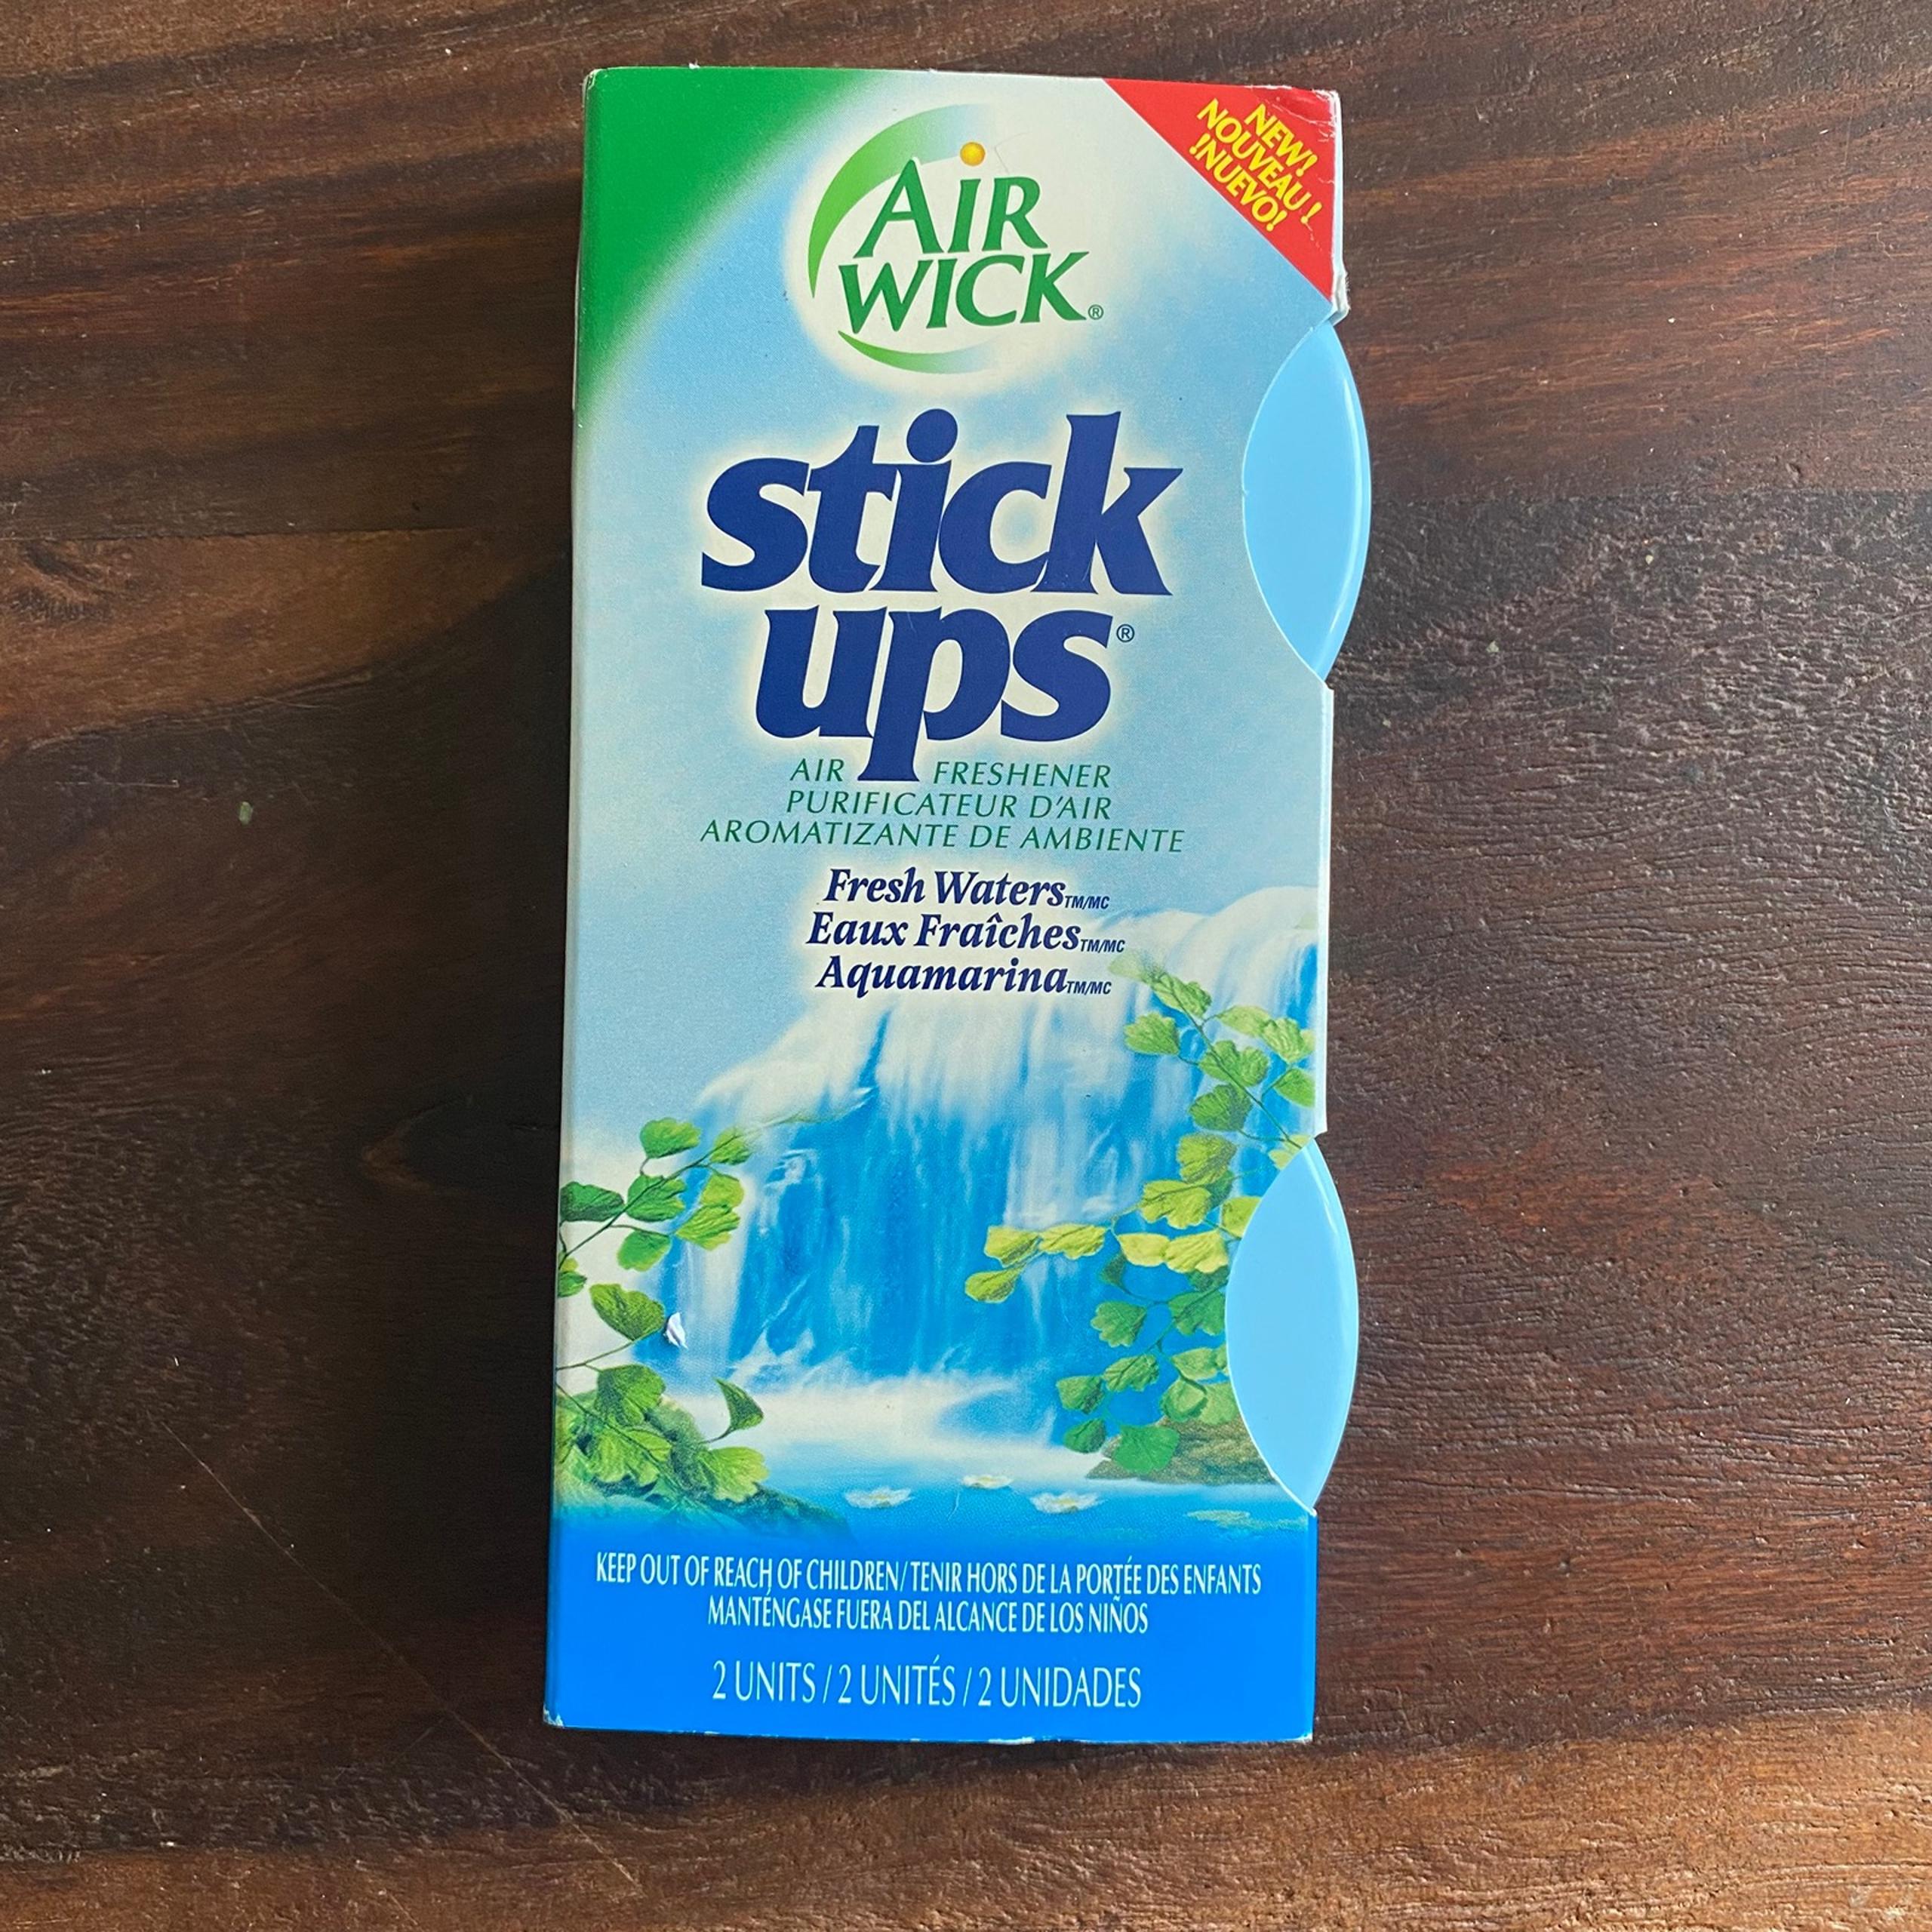 NEW!
NOUVEAU !
!NUEVO!
AIR
WICK®
stick
ups®
AIR FRESHENER
PURIFICATEUR D'AIR
AROMATIZANTE DE AMBIENTE
Fresh Waters TM/MC
Eaux Fraîches TM/MC
Aquamarina TM/MC
KEEP OUT OF REACH OF CHILDREN/TENIR HORS DE LA PORTÉE DES ENFANTS
MANTÉNGASE FUERA DEL ALCANCE DE LOS NIÑOS
2 UNITS / 2 UNITÉS / 2 UNIDADES